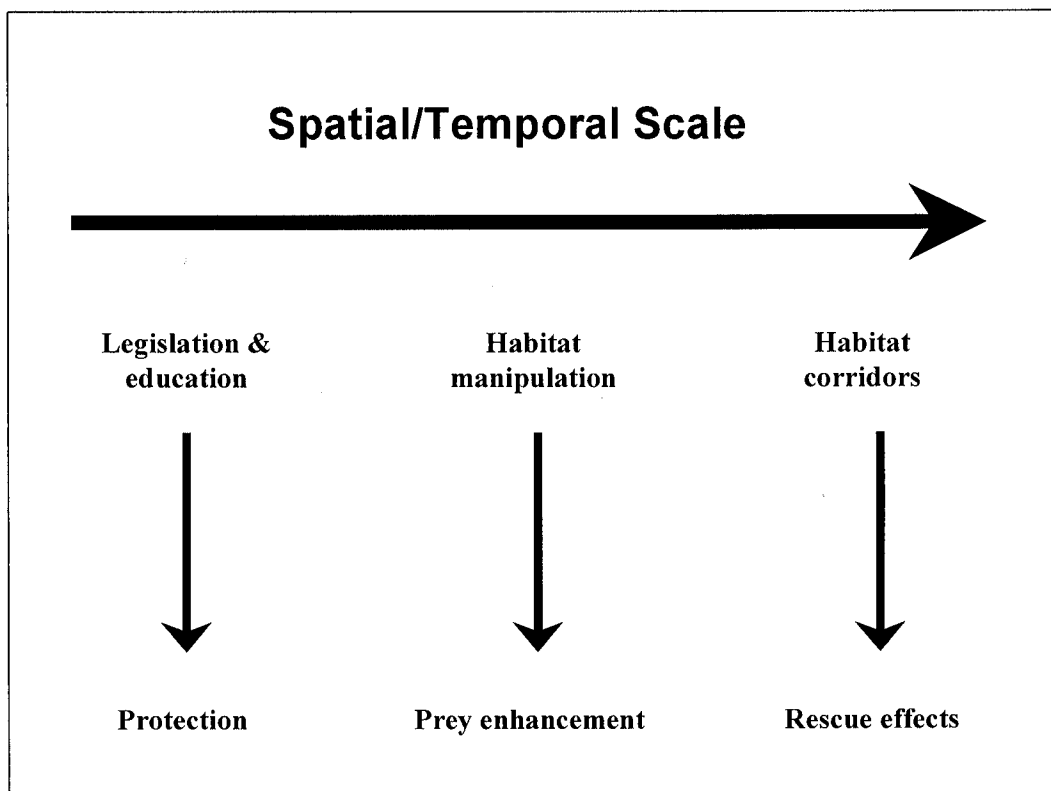 Spatial/Temporal Scale
Legislation &
education
Habitat
manipulation
Habitat
corridors
Protection
Prey enhancement
Rescue effects